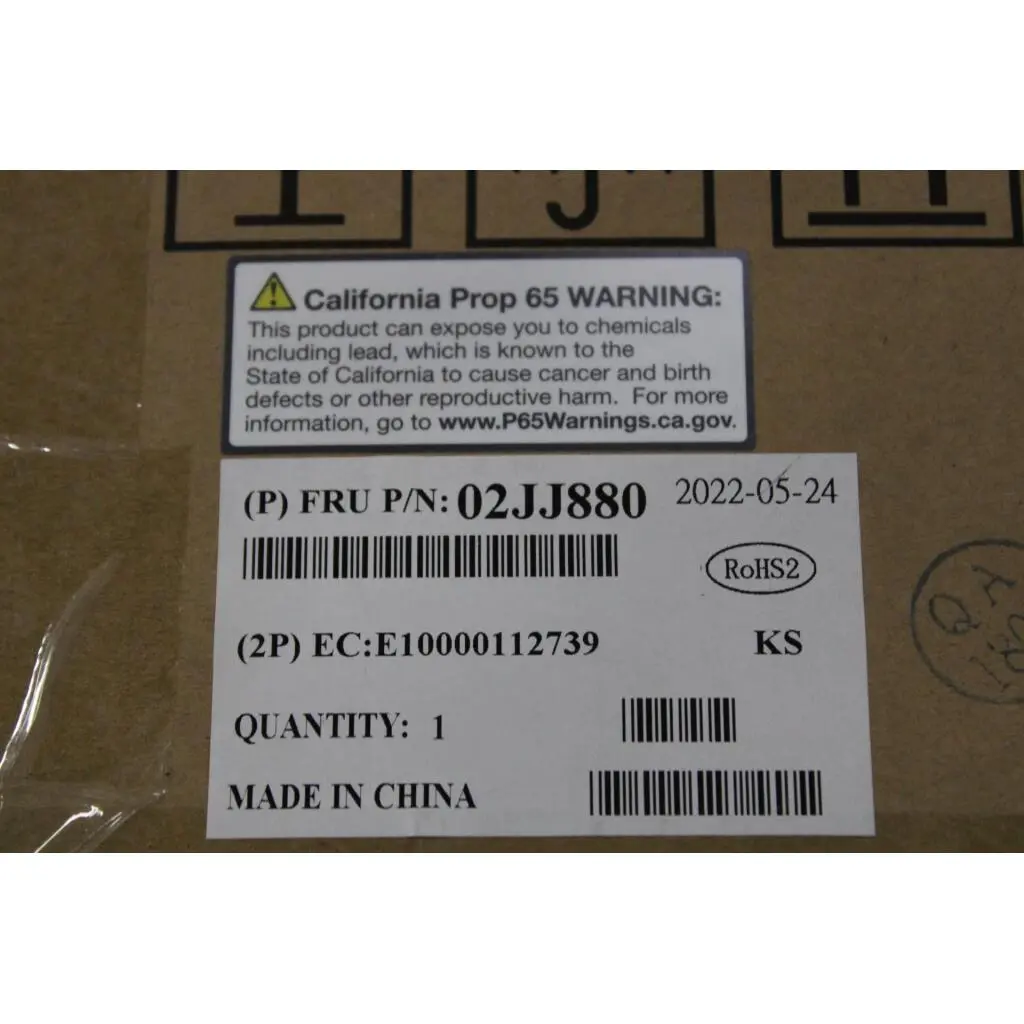 California Prop 65 WARNING:
This product can expose you to chemicals
including lead, which is known to the
State of California to cause cancer and birth
defects or other reproductive harm. For more
information, go to www.P65Warnings.ca.gov.
(P) FRU P/N: 02JJ880 2022-05-24
RoHS2
(2P) EC:E10000112739 KS
QUANTITY: 1
MADE IN CHINA